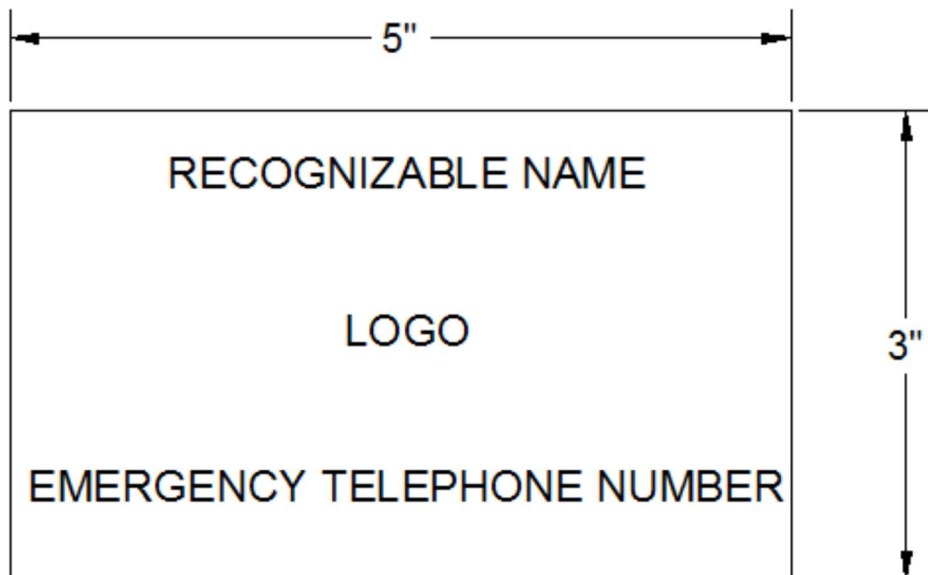 5"
RECOGNIZABLE NAME
LOGO
3"
EMERGENCY TELEPHONE NUMBER